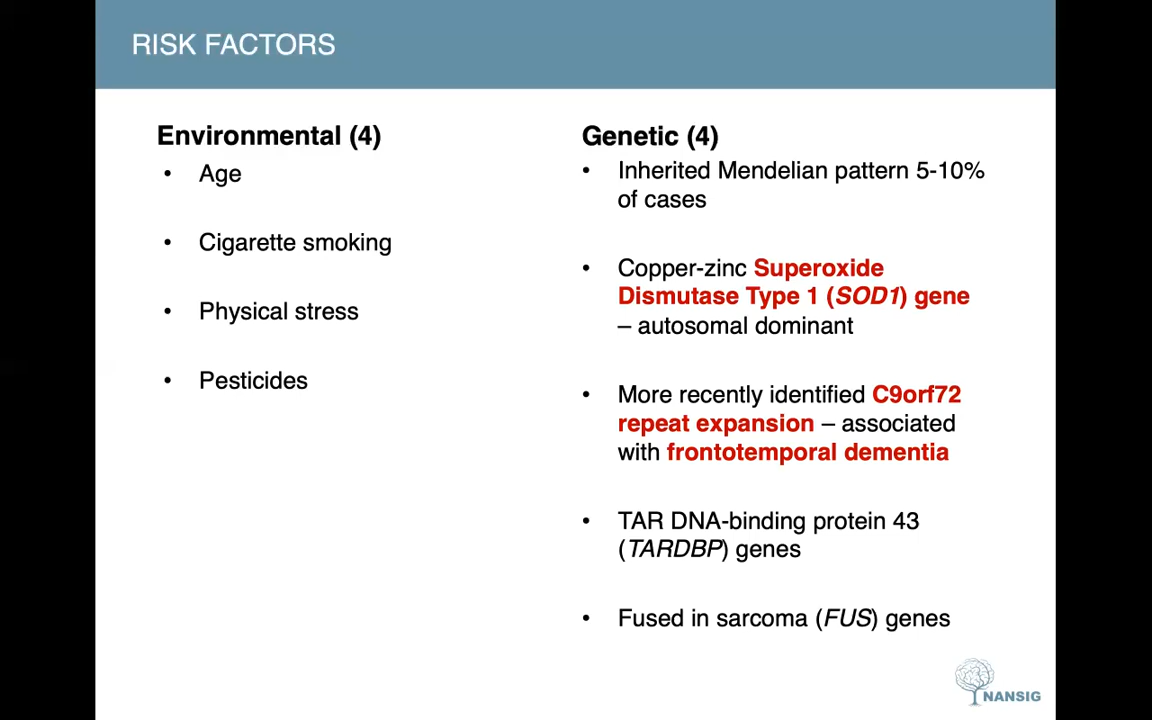 RISK FACTORS
Environmental (4)
• Age
• Cigarette smoking
• Physical stress
• Pesticides
Genetic (4)
• Inherited Mendelian pattern 5-10%
of cases
• Copper-zinc Superoxide
Dismutase Type 1 (SOD1) gene
– autosomal dominant
• More recently identified C9orf72
repeat expansion – associated
with frontotemporal dementia
• TAR DNA-binding protein 43
(TARDBP) genes
• Fused in sarcoma (FUS) genes
NANSIG